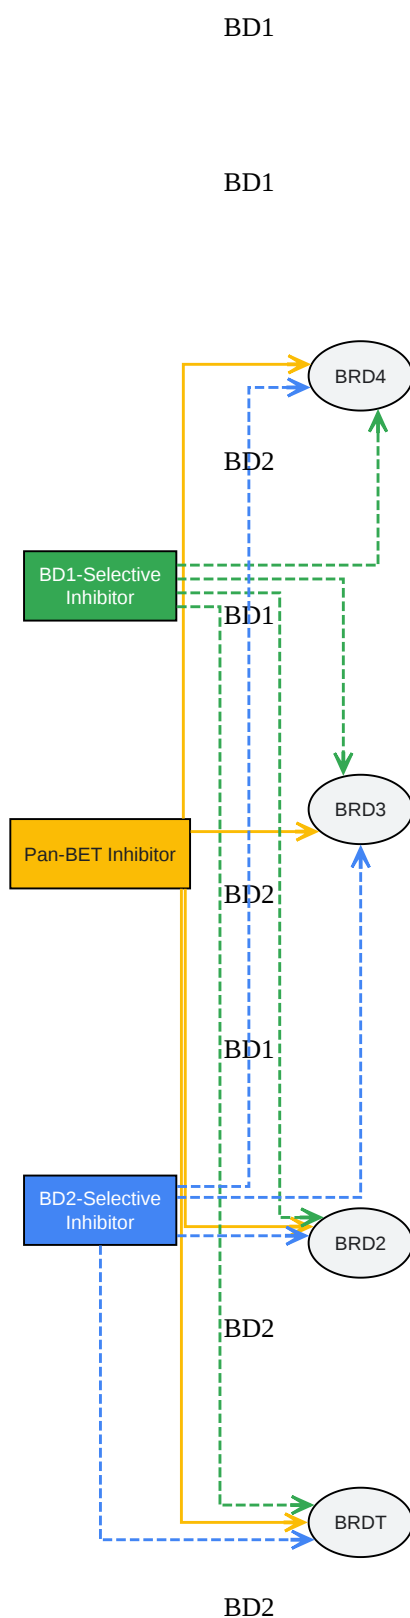 BD1
BD1
BRD4
BD2
BD1-Selective
Inhibitor
BD1
BRD3
Pan-BET Inhibitor
BD2
BD1
BD2-Selective
Inhibitor
BRD2
BD2
BRDT
BD2